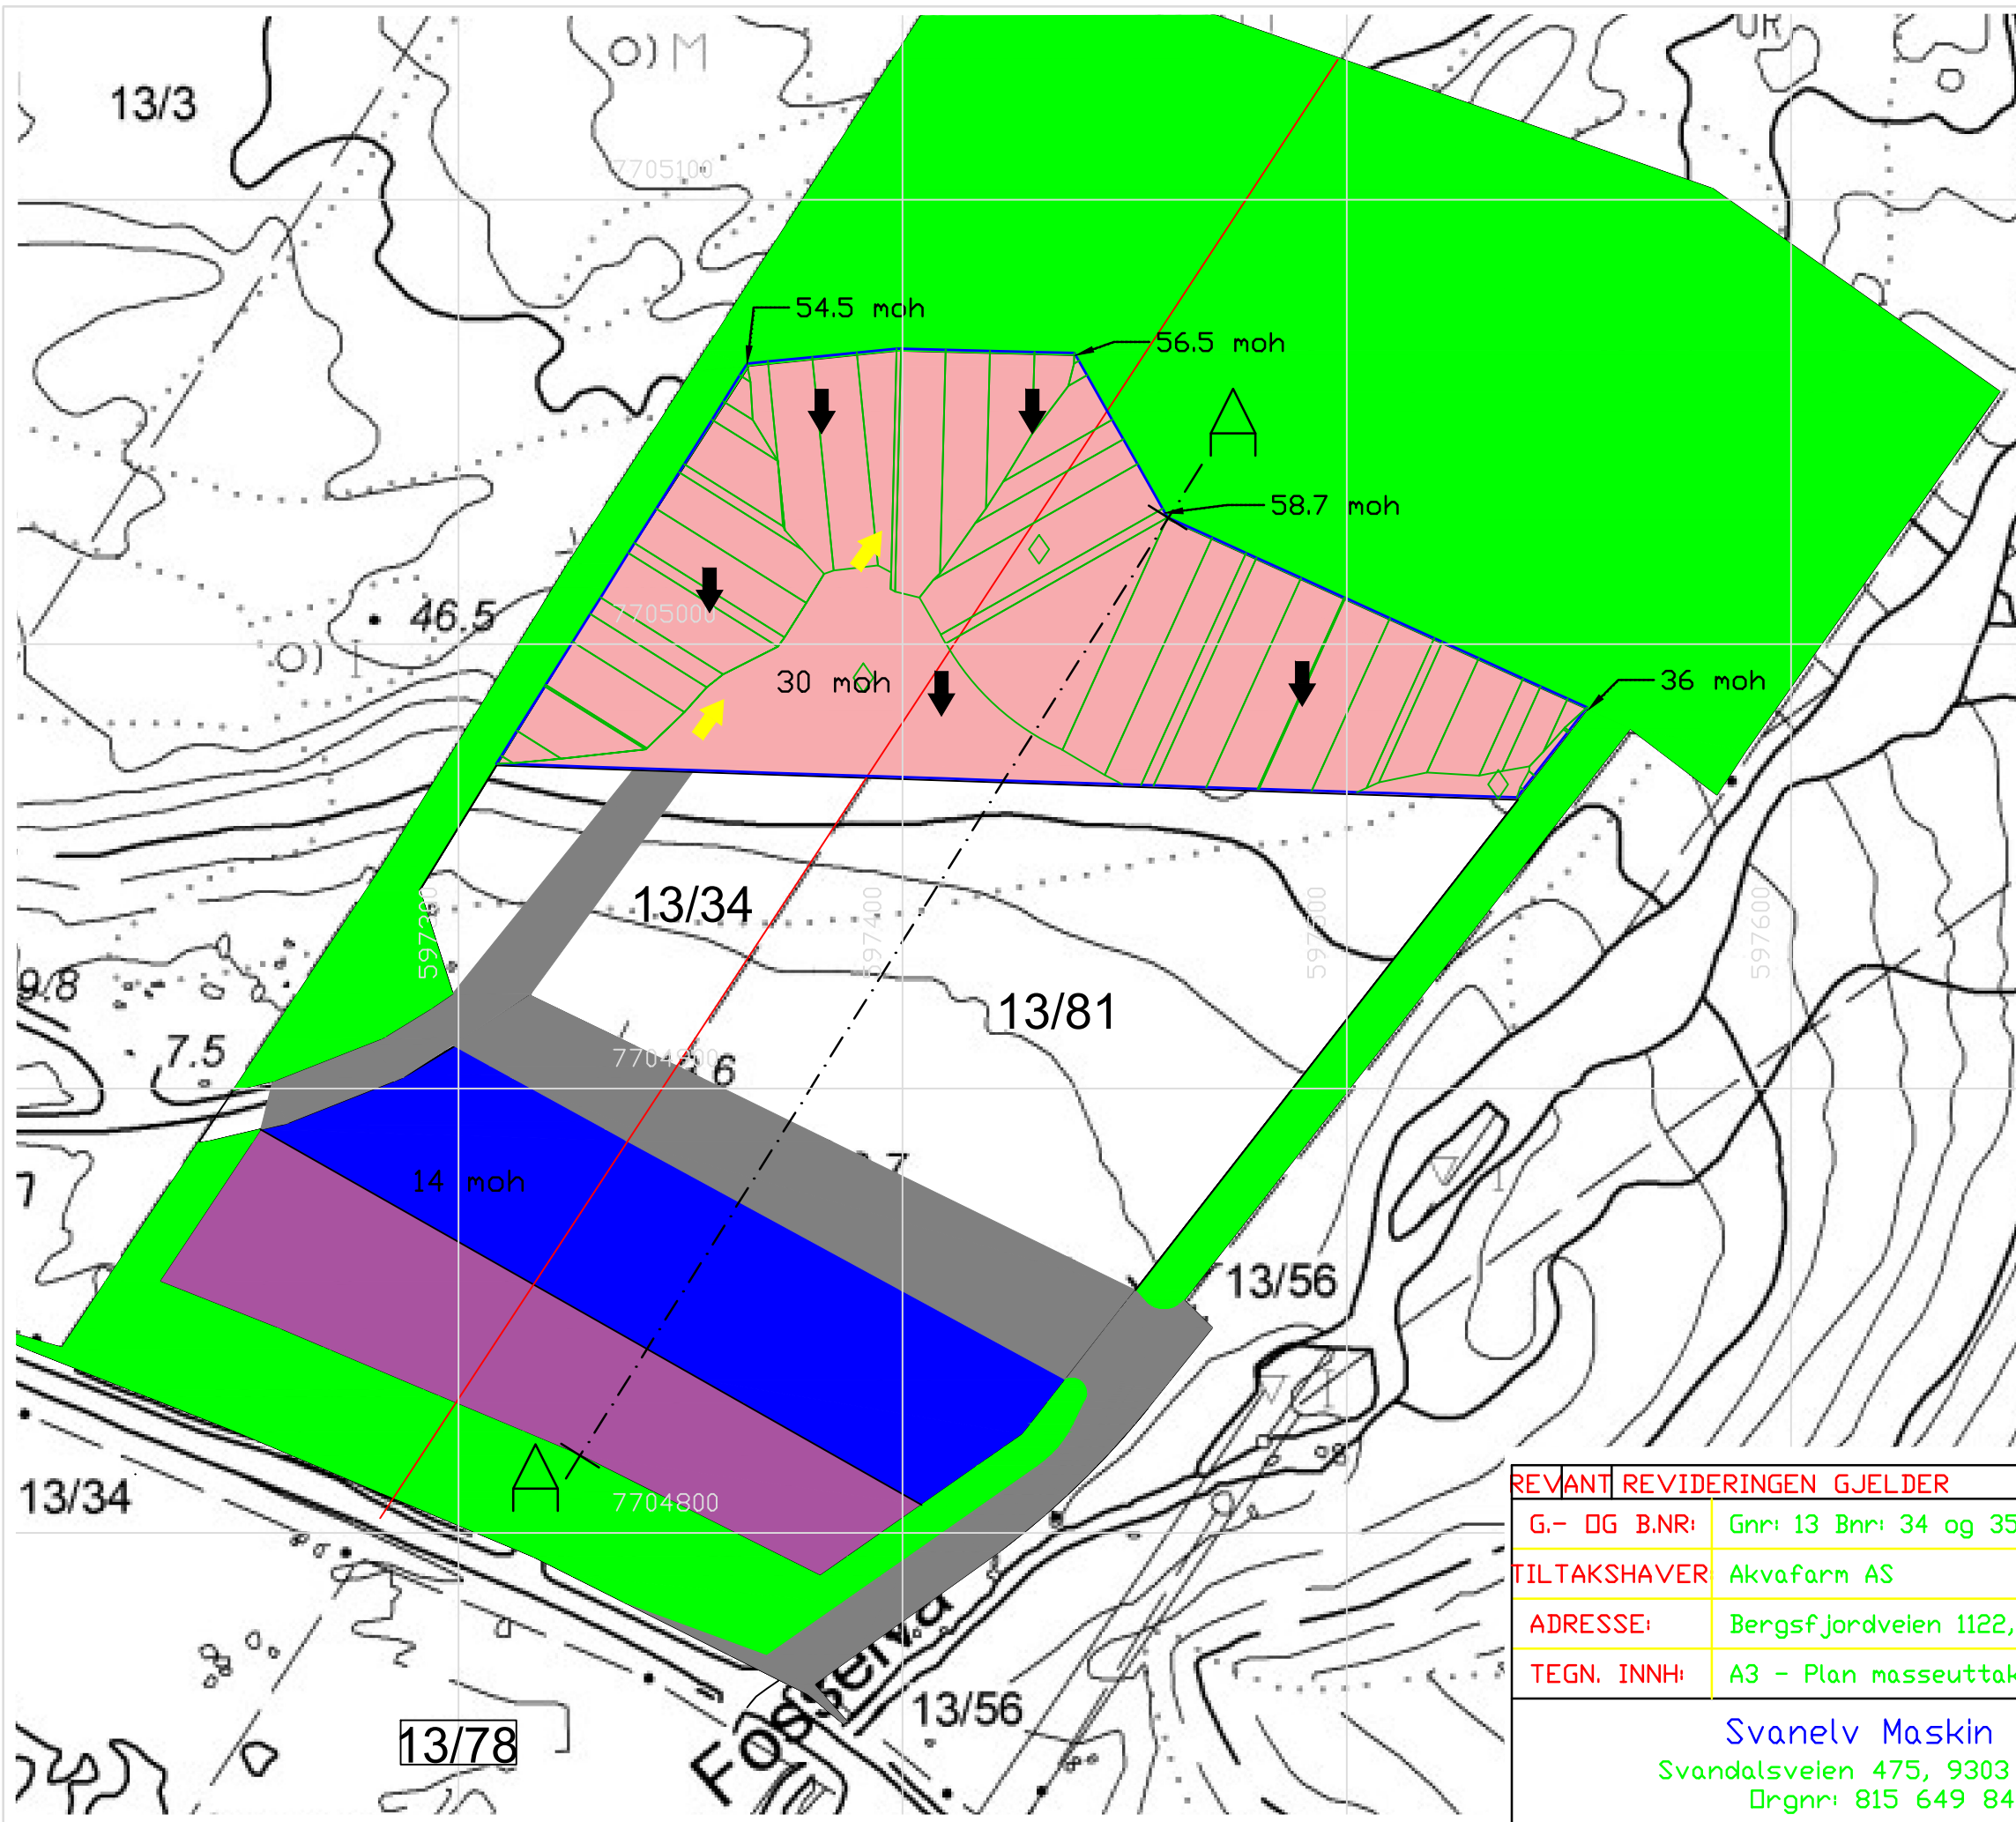 UR
M
13/3
7705100
54.5 moh
56.5 moh
A
58.7 moh
46.5
7705000
30 moh
36 moh
13/34
597400
597600
9.8
13/81
7.5
7704900
14 moh
13/56
7704800
13/34
Fosselva
13/56
13/78
REV ANT REVIDERINGEN GJELDER
G.- OG B.NR: Gnr: 13 Bnr: 34 og 35
TILTAKSHAVER Akvafarm AS
ADRESSE: Bergsfjordveien 1122,
TEGN. INNH: A3 - Plan masseuttak
Svanelv Maskin
Svandalsveien 475, 9303
Orgnr: 815 649 84